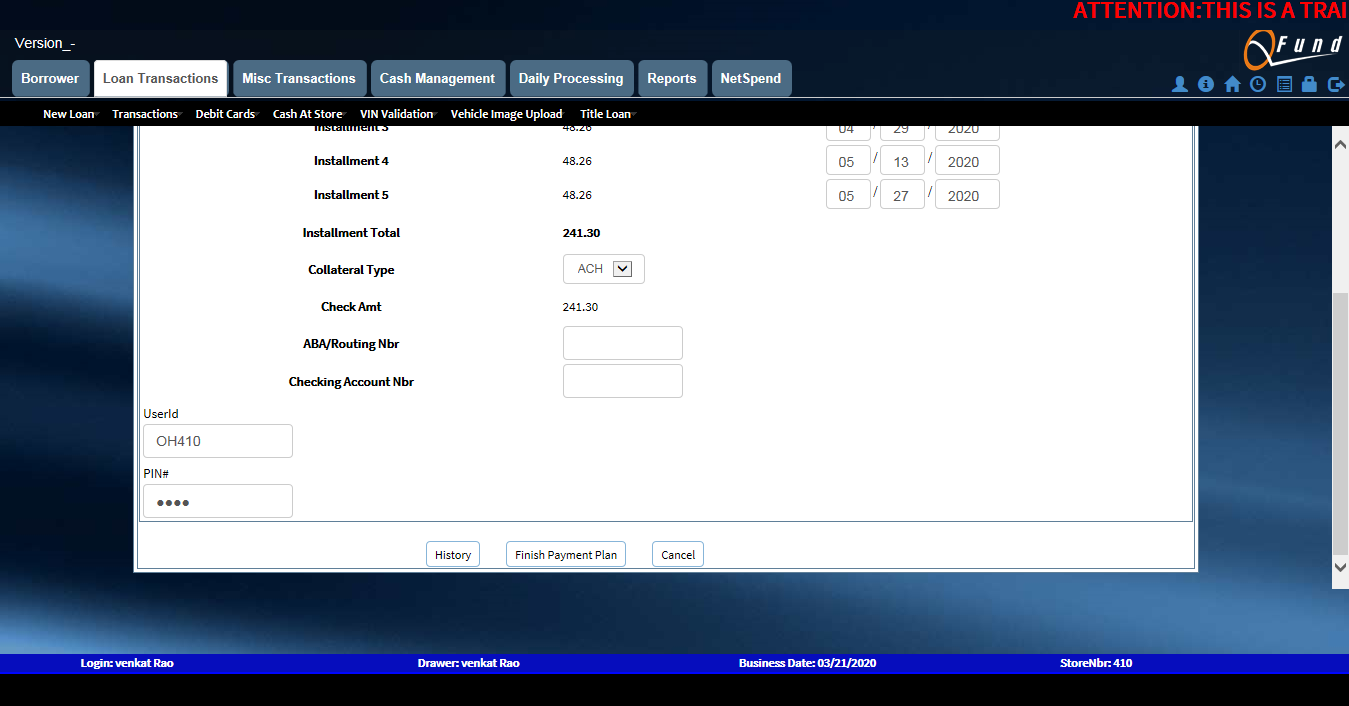 ATTENTION:THIS IS A TRAI
Version_-
Fund
Borrower Loan Transactions Misc Transactions Cash Management Daily Processing Reports NetSpend
New Loan Transactions Debit Cards Cash At Store VIN Validation Vehicle Image Upload Title Loan
Installment 3 48.26 04 / 29 / 2020
Installment 4 48.26 05 / 13 / 2020
Installment 5 48.26 05 / 27 / 2020
Installment Total 241.30
Collateral Type ACH
Check Amt 241.30
ABA/Routing Nbr
Checking Account Nbr
UserId
OH410
PIN#
••••
History Finish Payment Plan Cancel
Login: venkat Rao Drawer: venkat Rao Business Date: 03/21/2020 StoreNbr: 410